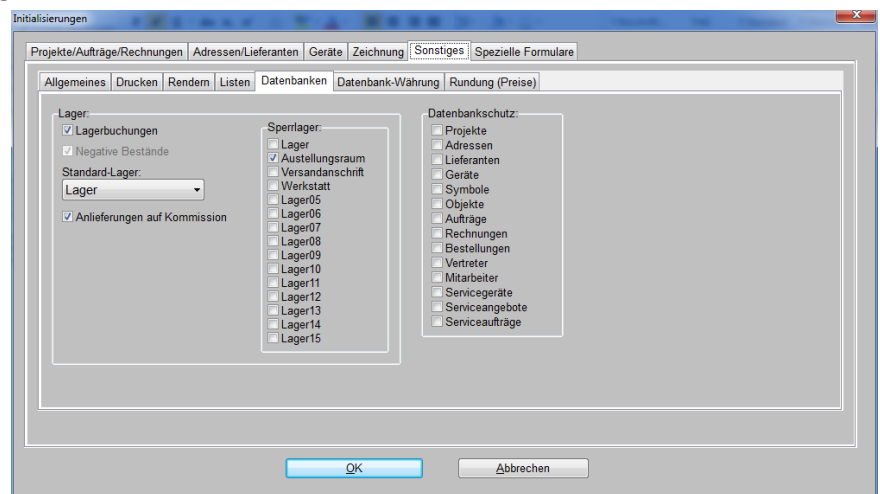 Initialisierungen
Projekte/Aufträge/Rechnungen Adressen/Lieferanten Geräte Zeichnung Sonstiges Spezielle Formulare
Allgemeines Drucken Rendern Listen Datenbanken Datenbank-Währung Rundung (Preise)
Lager:
Lagerbuchungen
Negative Bestände
Standard-Lager:
Lager
Anlieferungen auf Kommission
Sperrlager:
Lager
Austellungsraum
Versandanschrift
Werkstatt
Lager05
Lager06
Lager07
Lager08
Lager09
Lager10
Lager11
Lager12
Lager13
Lager14
Lager15
Datenbankschutz:
Projekte
Adressen
Lieferanten
Geräte
Symbole
Objekte
Aufträge
Rechnungen
Bestellungen
Vertreter
Mitarbeiter
Servicegeräte
Serviceangebote
Serviceaufträge
OK Abbrechen